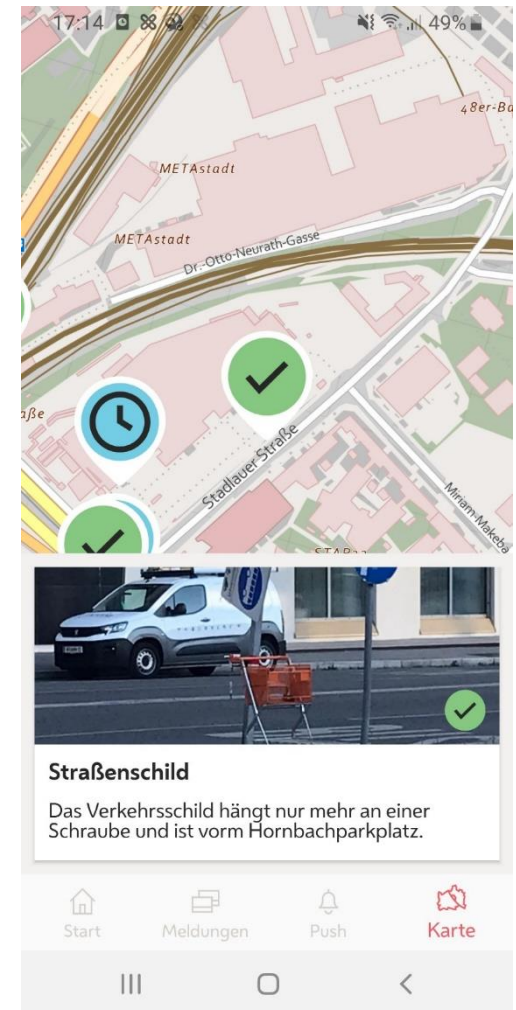 17:14
49%
48er-Ba
METAstadt
METAstadt
Dr.-Otto-Neurath-Gasse
aße
Stadlauer Straße
Miriam-Makeba
Straßenschild
Das Verkehrsschild hängt nur mehr an einer
Schraube und ist vorm Hornbachparkplatz.
Start
Meldungen
Push
Karte